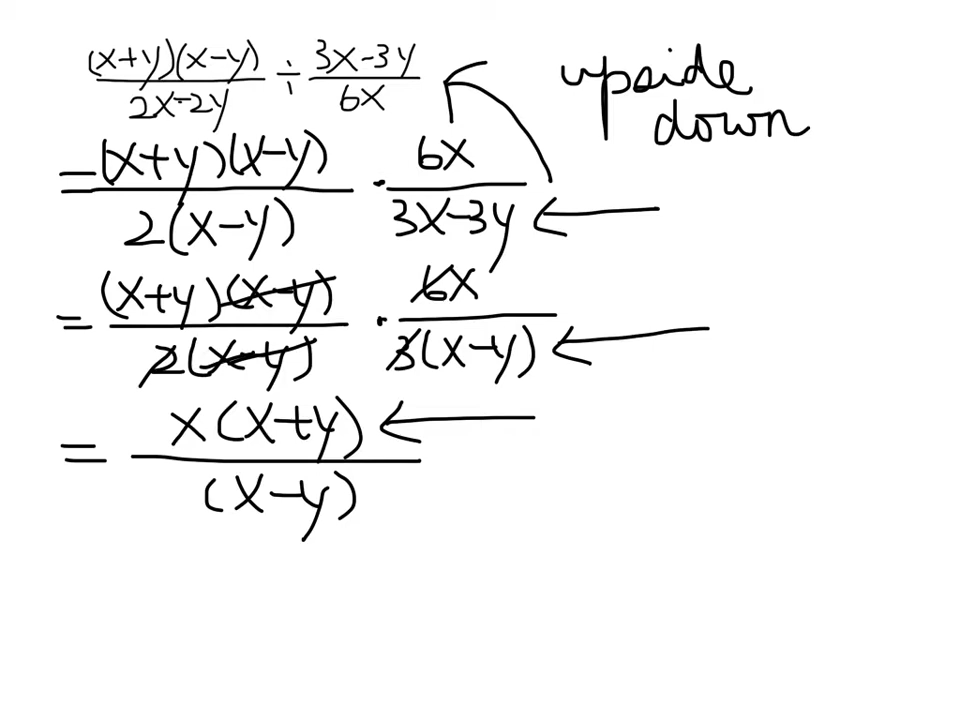 (x+y)(x-y)/2x-2y ÷ 3x-3y/6x
upside
down
= (x+y)(x-y)/2(x-y) · 6x/3x-3y
= (x+y)(x-y)/2(x-y) · 6x/3(x-y)
= x(x+y)/(x-y)